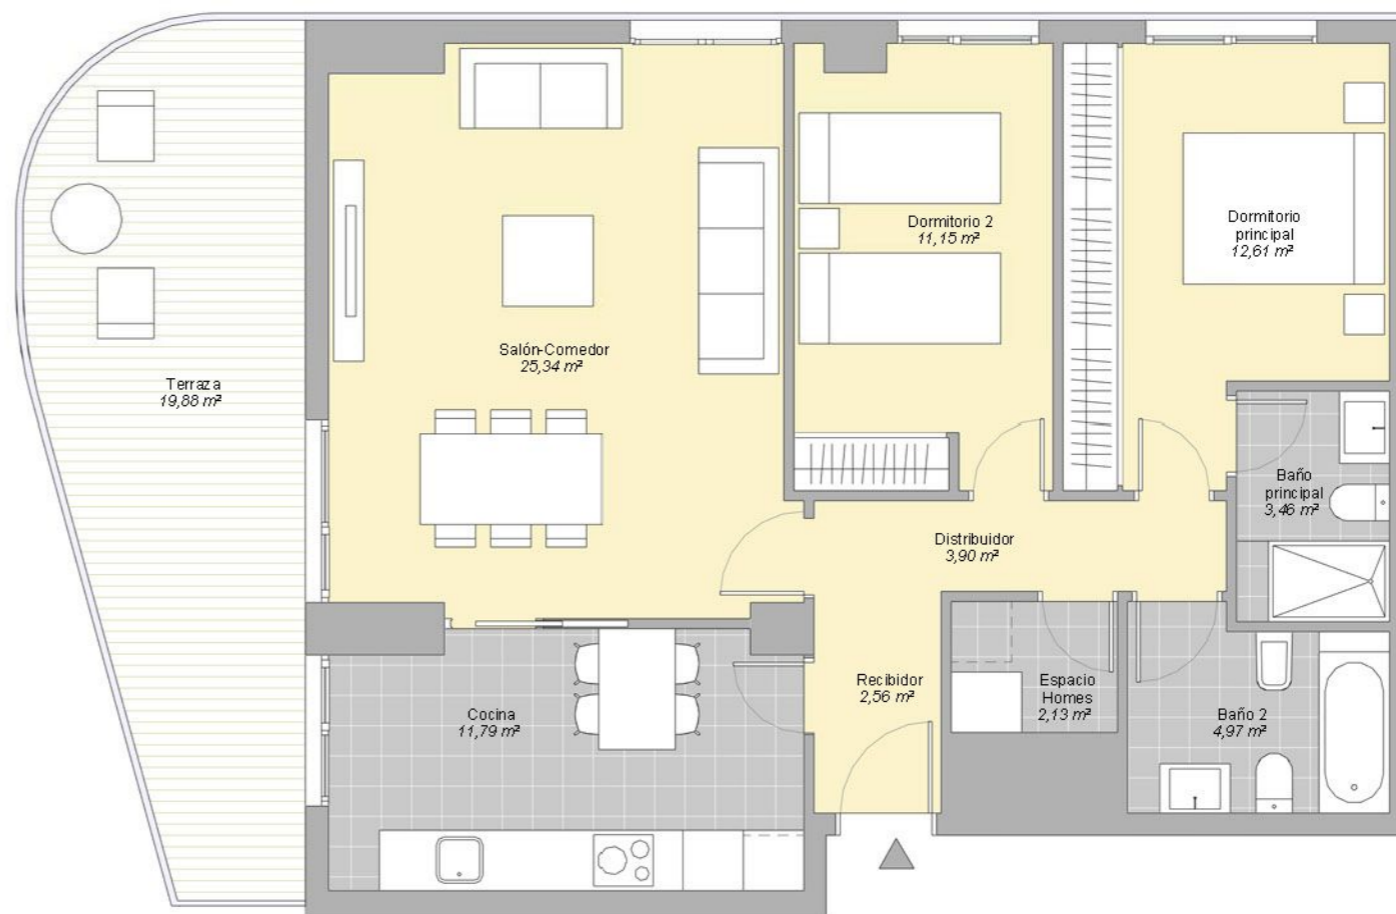 Dormitorio 2
11,15 m²
Dormitorio
principal
12,61 m²
Salón-Comedor
25,34 m²
Terraza
19,88 m²
Baño
principal
3,46 m²
Distribuidor
3,90 m²
Recibidor
2,56 m²
Espacio
Homes
2,13 m²
Cocina
11,79 m²
Baño 2
4,97 m²